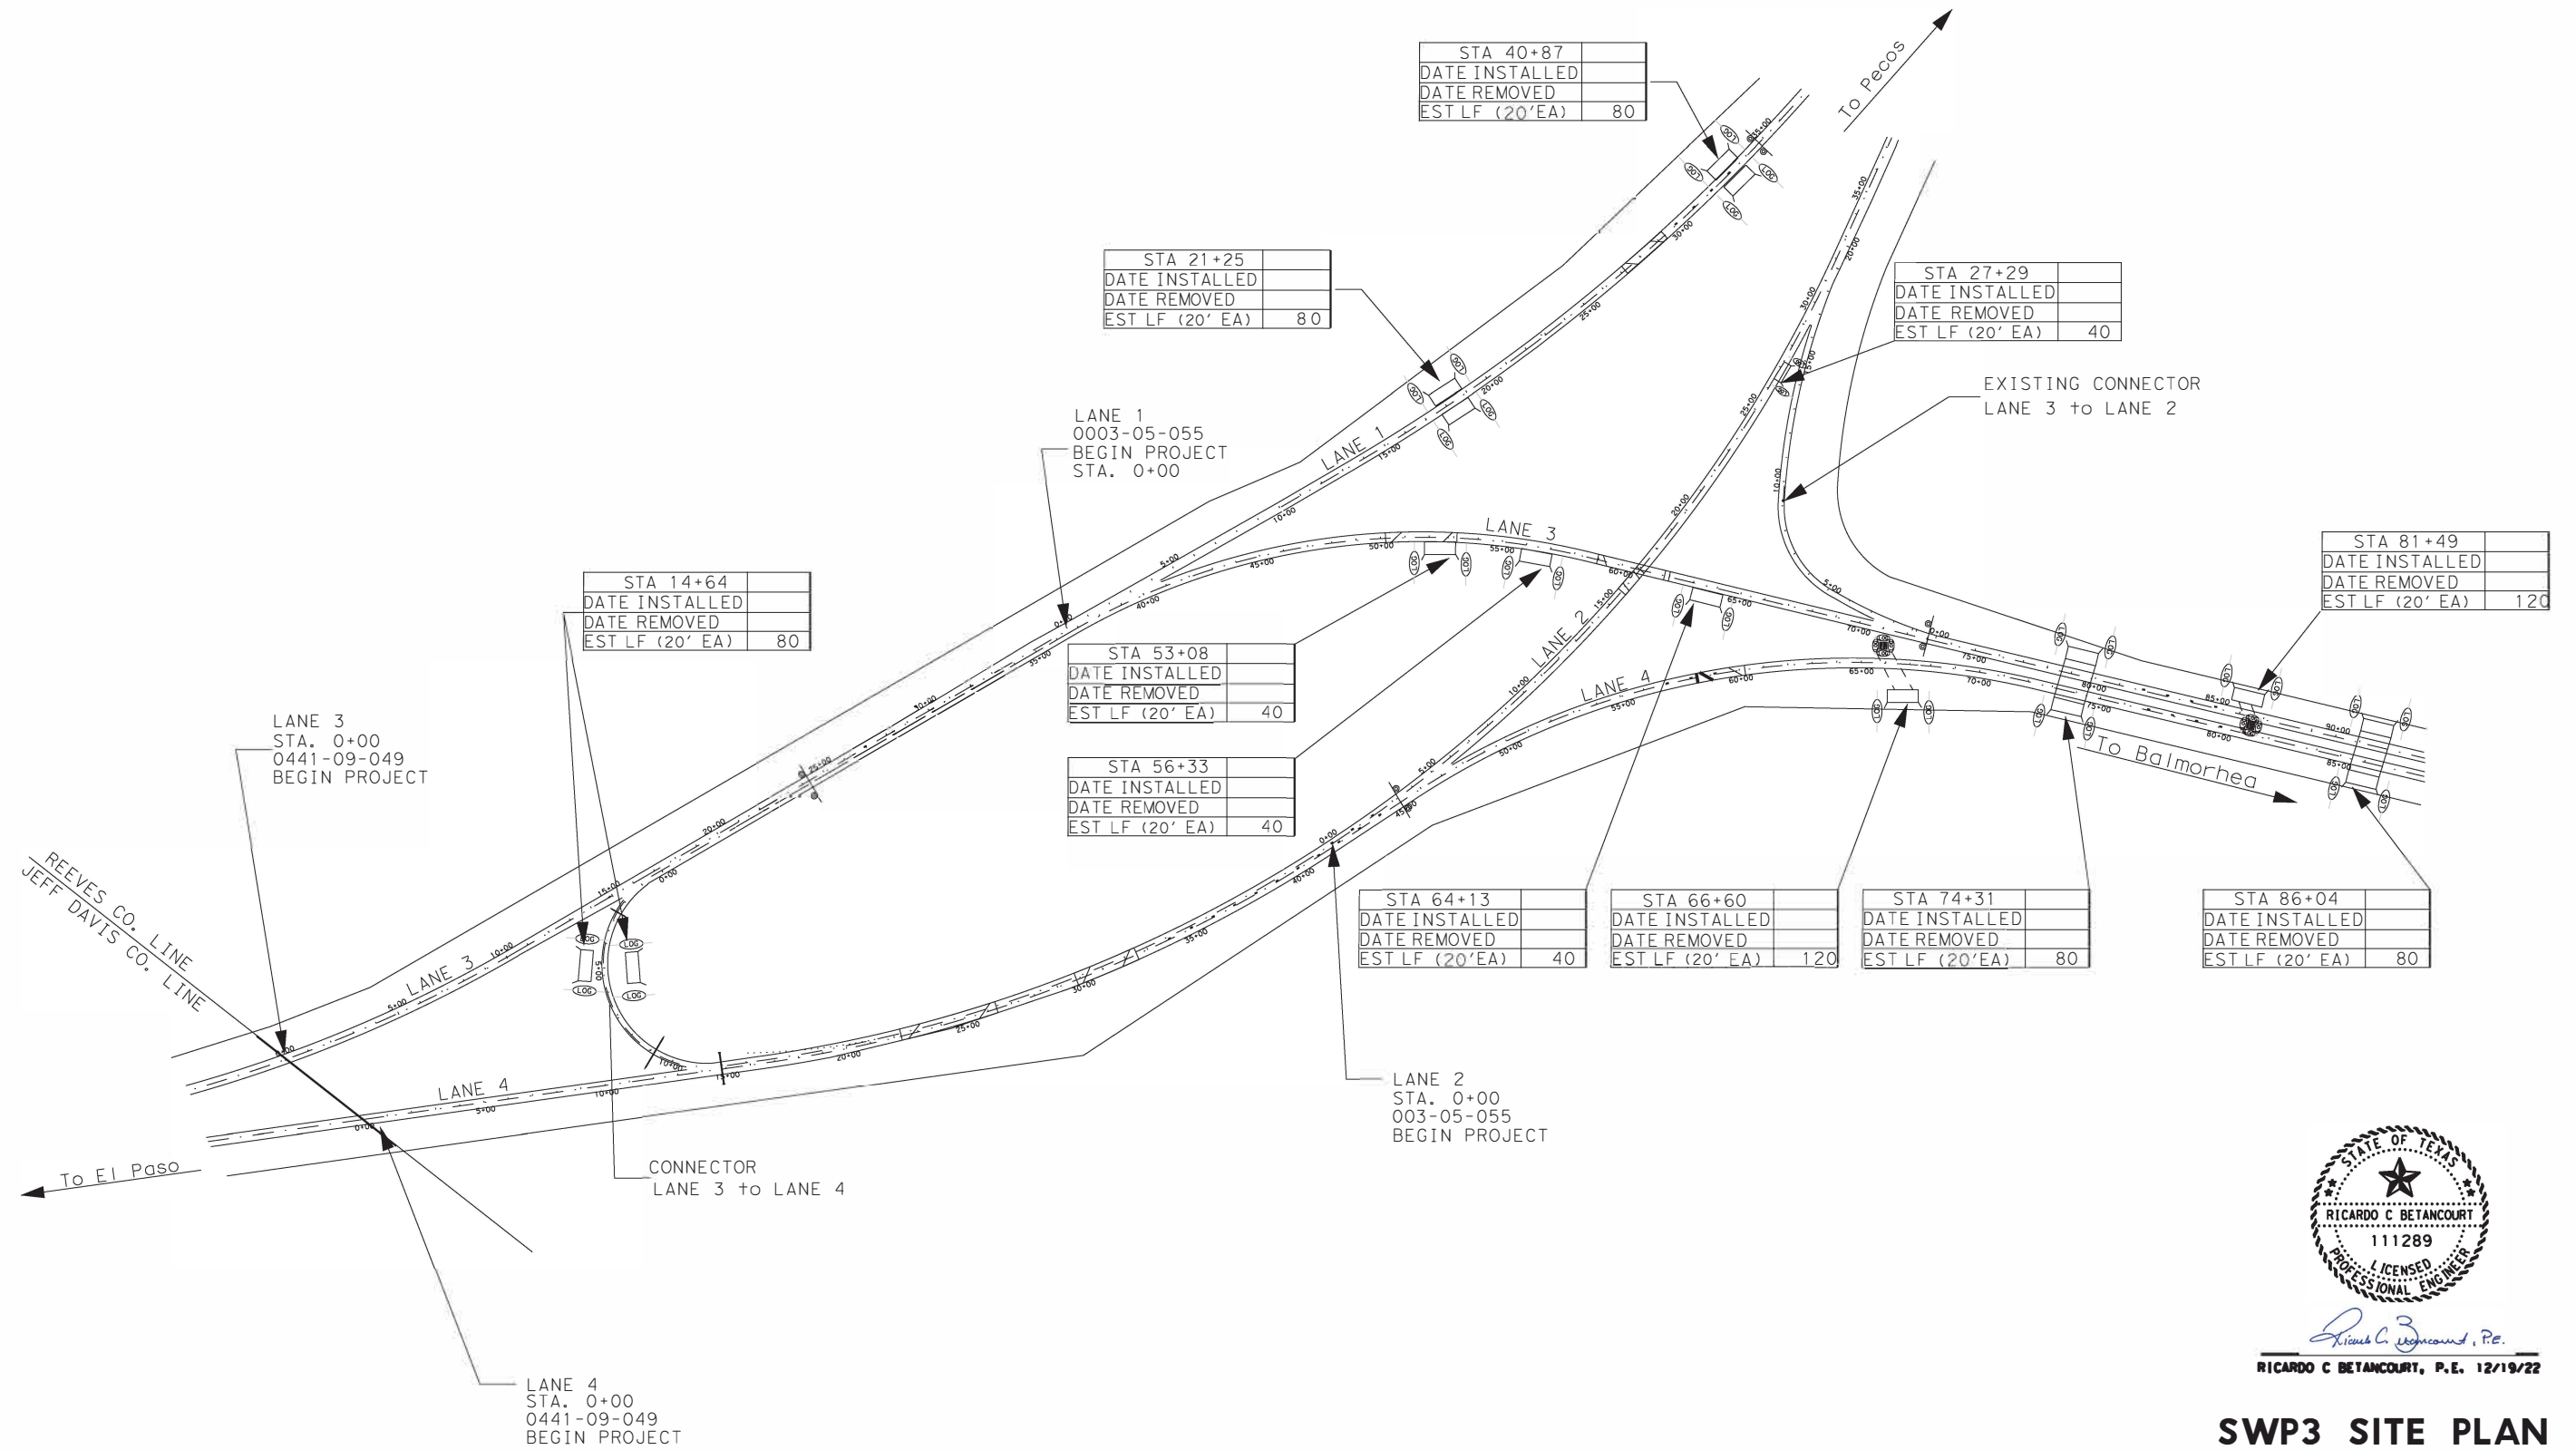 STA 40+87
DATE INSTALLED
DATE REMOVED
EST LF (20'EA) 80
To Pecos
STA 21+25
DATE INSTALLED
DATE REMOVED
EST LF (20' EA) 80
STA 27+29
DATE INSTALLED
DATE REMOVED
EST LF (20' EA) 40
EXISTING CONNECTOR
LANE 3 to LANE 2
LANE 1
0003-05-055
BEGIN PROJECT
STA. 0+00
LANE 1
LANE 3
STA 81+49
DATE INSTALLED
DATE REMOVED
EST LF (20' EA) 120
STA 14+64
DATE INSTALLED
DATE REMOVED
EST LF (20' EA) 80
STA 53+08
DATE INSTALLED
DATE REMOVED
EST LF (20' EA) 40
LANE 2
LANE 4
LANE 3
STA. 0+00
0441-09-049
BEGIN PROJECT
STA 56+33
DATE INSTALLED
DATE REMOVED
EST LF (20' EA) 40
To Balmorhea
REEVES CO. LINE
JEFF DAVIS CO. LINE
LANE 3
STA 64+13
DATE INSTALLED
DATE REMOVED
EST LF (20'EA) 40
STA 66+60
DATE INSTALLED
DATE REMOVED
EST LF (20' EA) 120
STA 74+31
DATE INSTALLED
DATE REMOVED
EST LF (20'EA) 80
STA 86+04
DATE INSTALLED
DATE REMOVED
EST LF (20' EA) 80
LOG
LOG
LOG
LOG
LANE 4
LANE 2
STA. 0+00
003-05-055
BEGIN PROJECT
To El Paso
CONNECTOR
LANE 3 to LANE 4
LANE 4
STA. 0+00
0441-09-049
BEGIN PROJECT
STATE OF TEXAS
RICARDO C BETANCOURT
111289
LICENSED
PROFESSIONAL ENGINEER
Ricardo C. Betancourt, P.E.
RICARDO C BETANCOURT, P.E. 12/19/22
SWP3 SITE PLAN